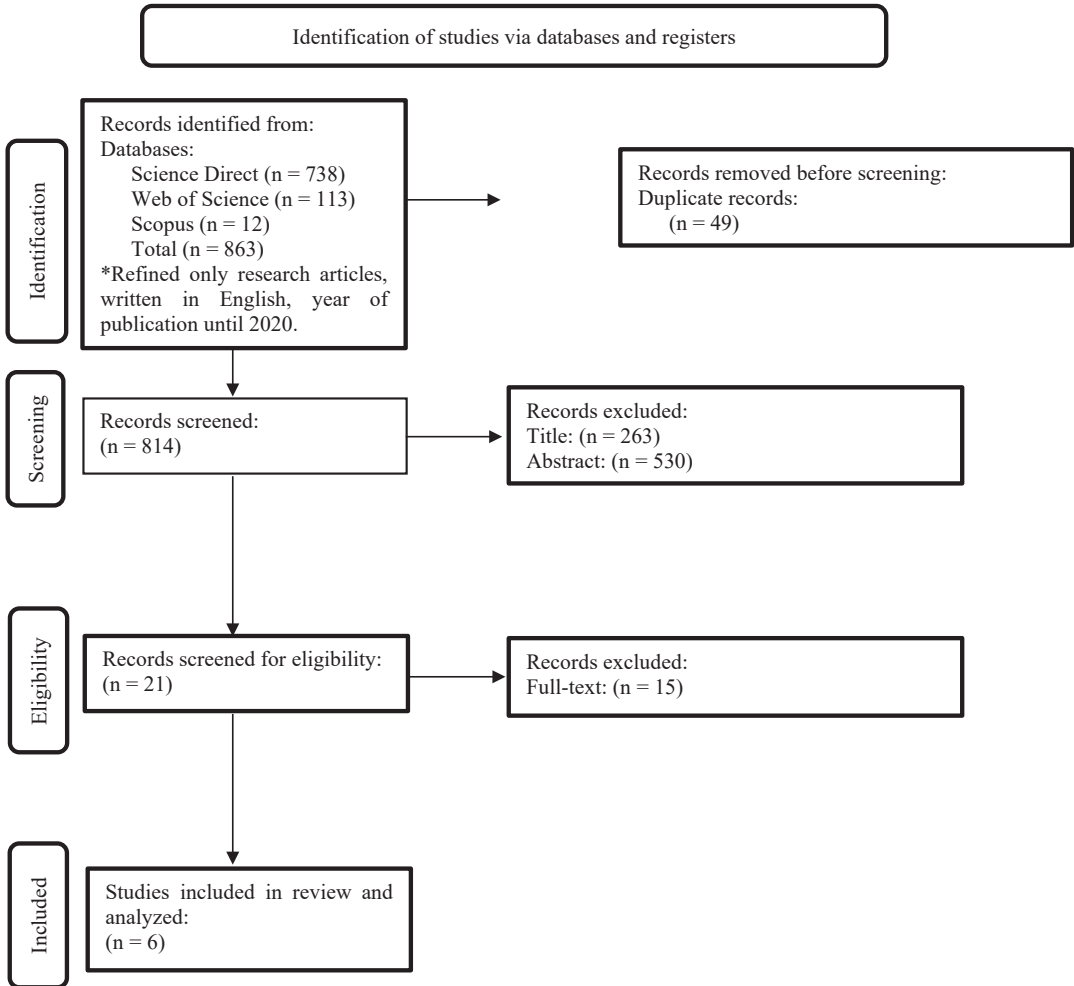 Identification of studies via databases and registers
Identification
Records identified from:
Databases:
Science Direct (n = 738)
Web of Science (n = 113)
Scopus (n = 12)
Total (n = 863)
*Refined only research articles,
written in English, year of
publication until 2020.
Records removed before screening:
Duplicate records:
(n = 49)
Screening
Records screened:
(n = 814)
Records excluded:
Title: (n = 263)
Abstract: (n = 530)
Eligibility
Records screened for eligibility:
(n = 21)
Records excluded:
Full-text: (n = 15)
Included
Studies included in review and
analyzed:
(n = 6)